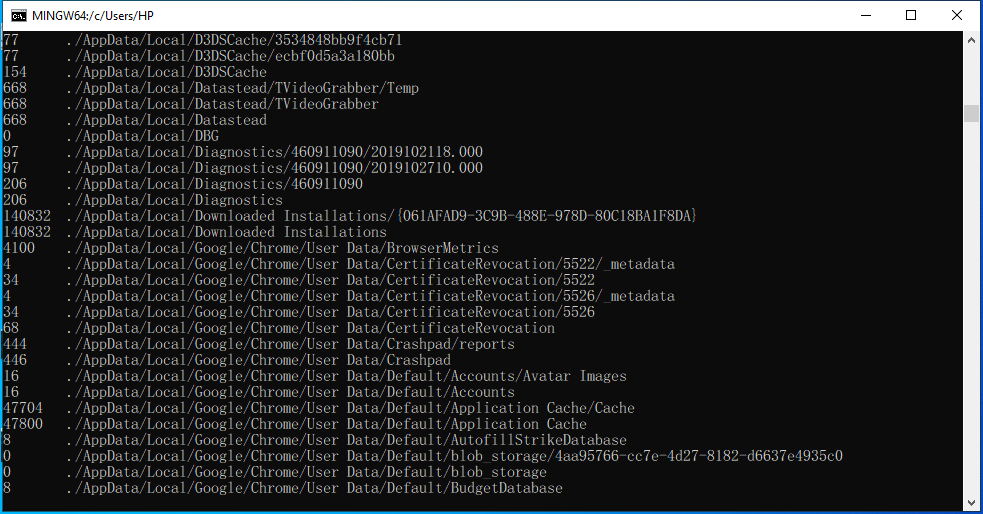 MINGW64:/c/Users/HP
77 ./AppData/Local/D3DSCache/3534848bb9f4cb71
77 ./AppData/Local/D3DSCache/ecbf0d5a3a180bb
154 ./AppData/Local/D3DSCache
668 ./AppData/Local/Datastead/TVideoGrabber/Temp
668 ./AppData/Local/Datastead/TVideoGrabber
668 ./AppData/Local/Datastead
0 ./AppData/Local/DBG
97 ./AppData/Local/Diagnostics/460911090/2019102118.000
97 ./AppData/Local/Diagnostics/460911090/2019102710.000
206 ./AppData/Local/Diagnostics/460911090
206 ./AppData/Local/Diagnostics
140832 ./AppData/Local/Downloaded Installations/{061AFAD9-3C9B-488E-978D-80C18BA1F8DA}
140832 ./AppData/Local/Downloaded Installations
4100 ./AppData/Local/Google/Chrome/User Data/BrowserMetrics
4 ./AppData/Local/Google/Chrome/User Data/CertificateRevocation/5522/_metadata
34 ./AppData/Local/Google/Chrome/User Data/CertificateRevocation/5522
4 ./AppData/Local/Google/Chrome/User Data/CertificateRevocation/5526/_metadata
34 ./AppData/Local/Google/Chrome/User Data/CertificateRevocation/5526
68 ./AppData/Local/Google/Chrome/User Data/CertificateRevocation
444 ./AppData/Local/Google/Chrome/User Data/Crashpad/reports
446 ./AppData/Local/Google/Chrome/User Data/Crashpad
16 ./AppData/Local/Google/Chrome/User Data/Default/Accounts/Avatar Images
16 ./AppData/Local/Google/Chrome/User Data/Default/Accounts
47704 ./AppData/Local/Google/Chrome/User Data/Default/Application Cache/Cache
47800 ./AppData/Local/Google/Chrome/User Data/Default/Application Cache
8 ./AppData/Local/Google/Chrome/User Data/Default/AutofillStrikeDatabase
0 ./AppData/Local/Google/Chrome/User Data/Default/blob_storage/4aa95766-cc7e-4d27-8182-d6637e4935c0
0 ./AppData/Local/Google/Chrome/User Data/Default/blob_storage
8 ./AppData/Local/Google/Chrome/User Data/Default/BudgetDatabase